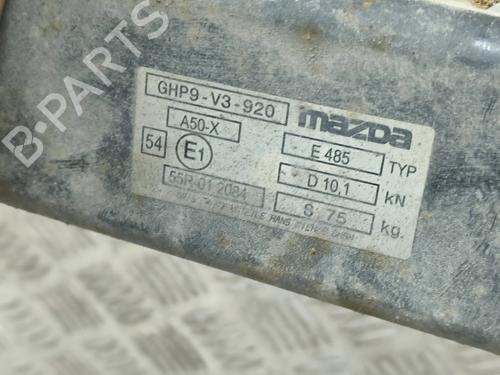 B-PARTS
GHP9-V3-920
mazda
A50-X
E 485 TYP
54 E1
D 10,1 kN
55R-01 2084
S 75 kg.